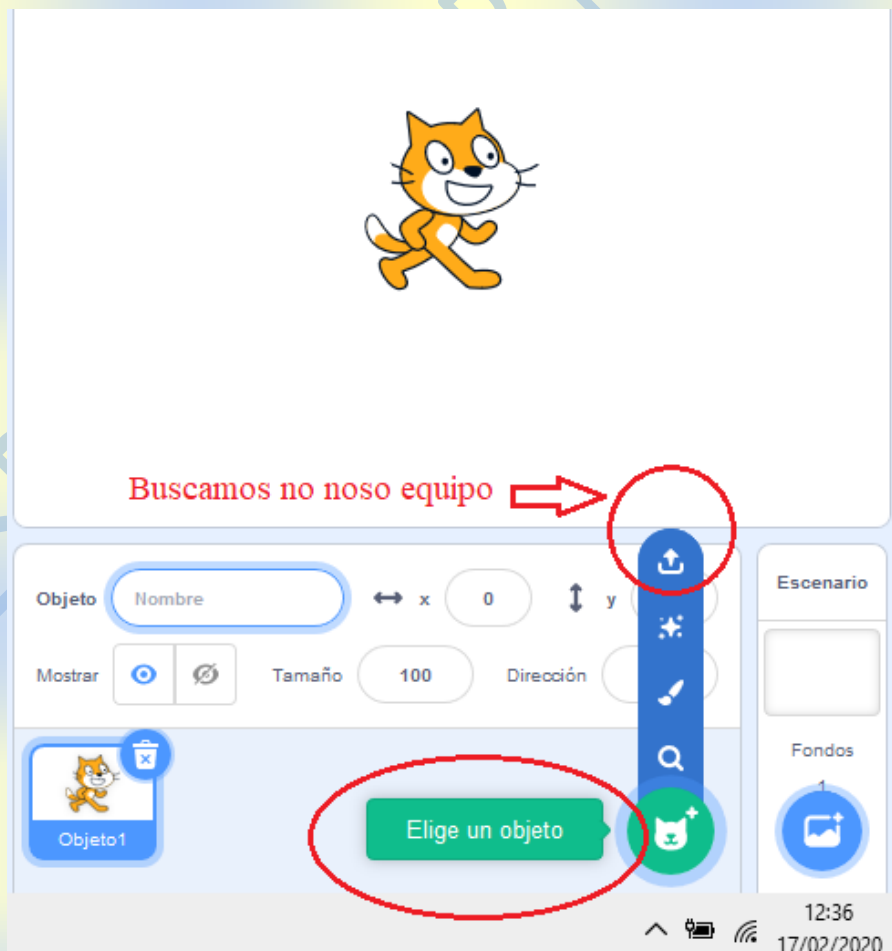 Buscamos no noso equipo
Objeto Nombre x 0 y
Escenario
Mostrar Tamaño 100 Dirección
Fondos
1
Objeto1
Elige un objeto
12:36
17/02/2020